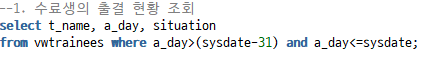 --1. 수료생의 출결 현황 조회
select t_name, a_day, situation
from vwtrainees where a_day>(sysdate-31) and a_day<=sysdate;